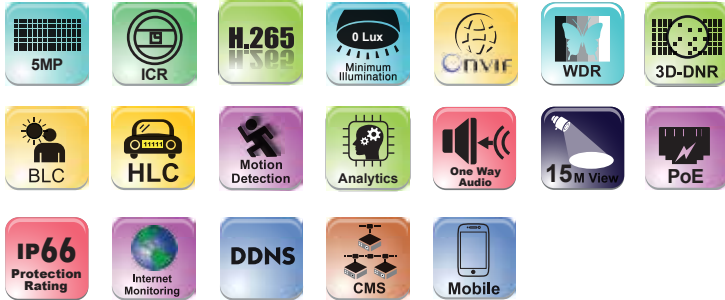 5MP
ICR
H.265
0 Lux
Minimum
Illumination
ONVIF
WDR
3D-DNR
BLC
HLC
Motion
Detection
Analytics
One Way
Audio
15M View
PoE
IP66
Protection
Rating
Internet
Monitoring
DDNS
CMS
Mobile